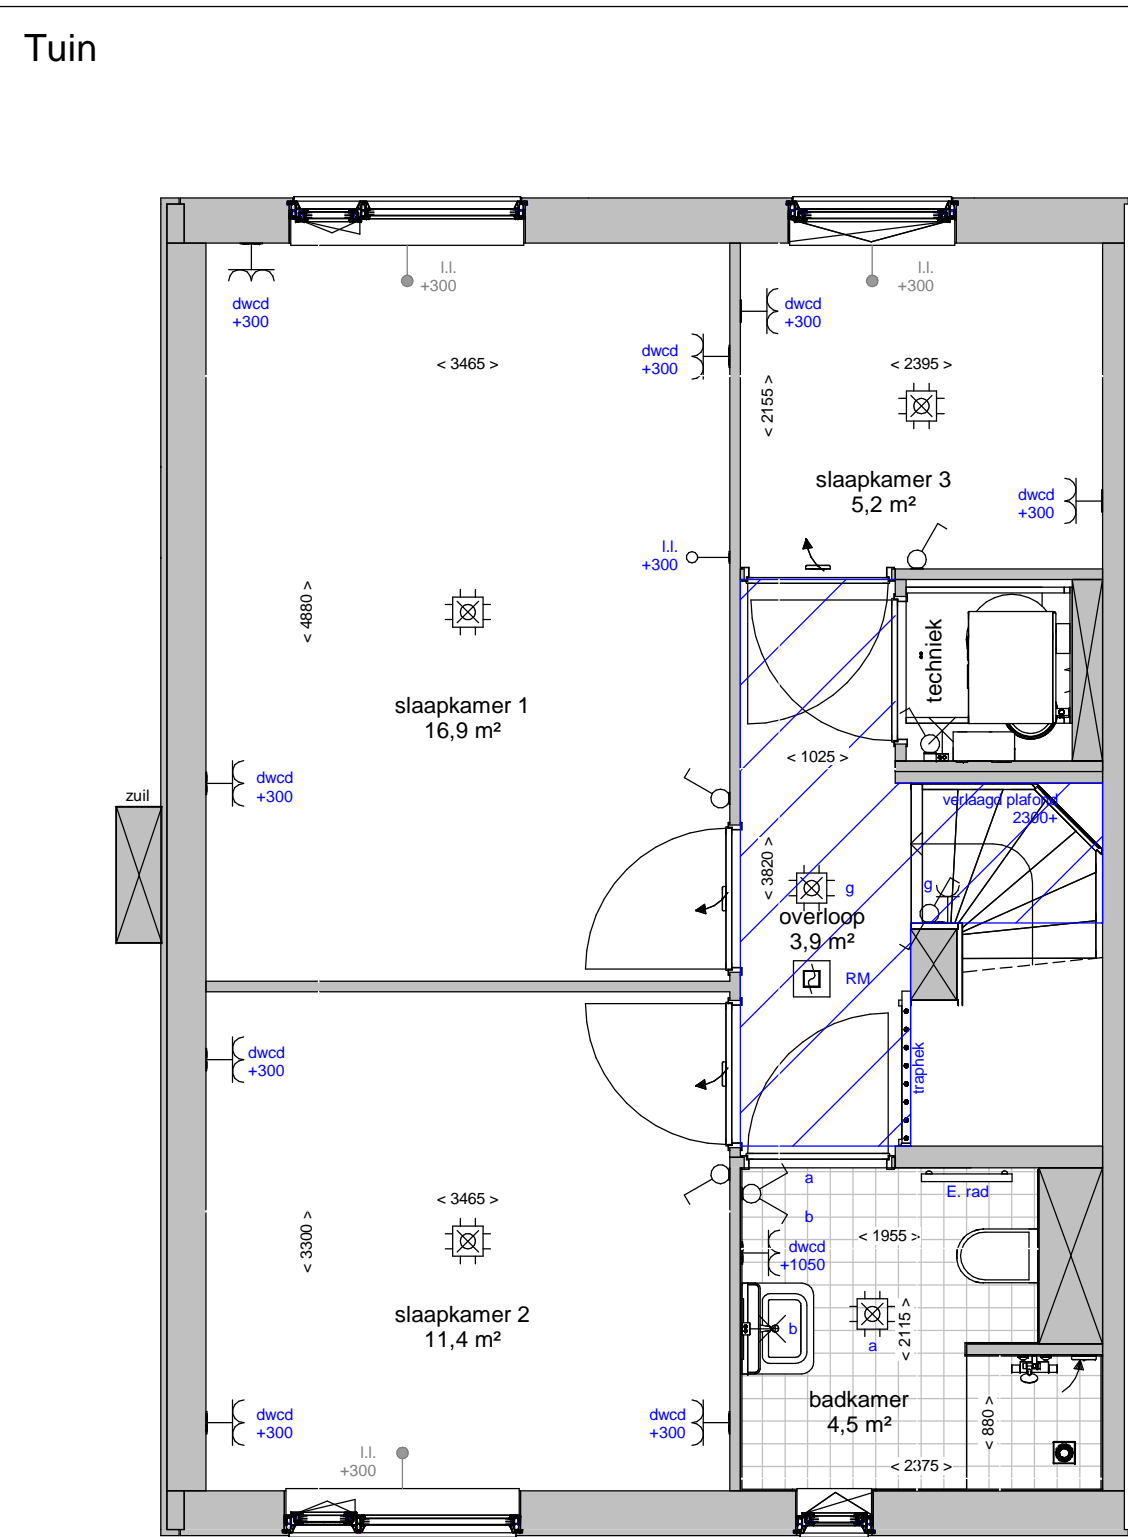 Tuin
l.l.
+300
l.l.
+300
dwcd
+300
dwcd
+300
dwcd
+300
< 3465 >
< 2395 >
< 2155 >
slaapkamer 3
5,2 m²
dwcd
+300
l.l.
+300
< 4880 >
techniek
slaapkamer 1
16,9 m²
< 1025 >
dwcd
+300
zuil
verlaagd plafond
2300+
< 3820 >
g
g
overloop
3,9 m²
RM
dwcd
+300
traphek
a
E. rad
b
< 3465 >
< 3300 >
< 1955 >
dwcd
+1050
slaapkamer 2
11,4 m²
b
< 2115 >
a
badkamer
4,5 m²
dwcd
+300
dwcd
+300
< 880 >
l.l.
+300
< 2375 >